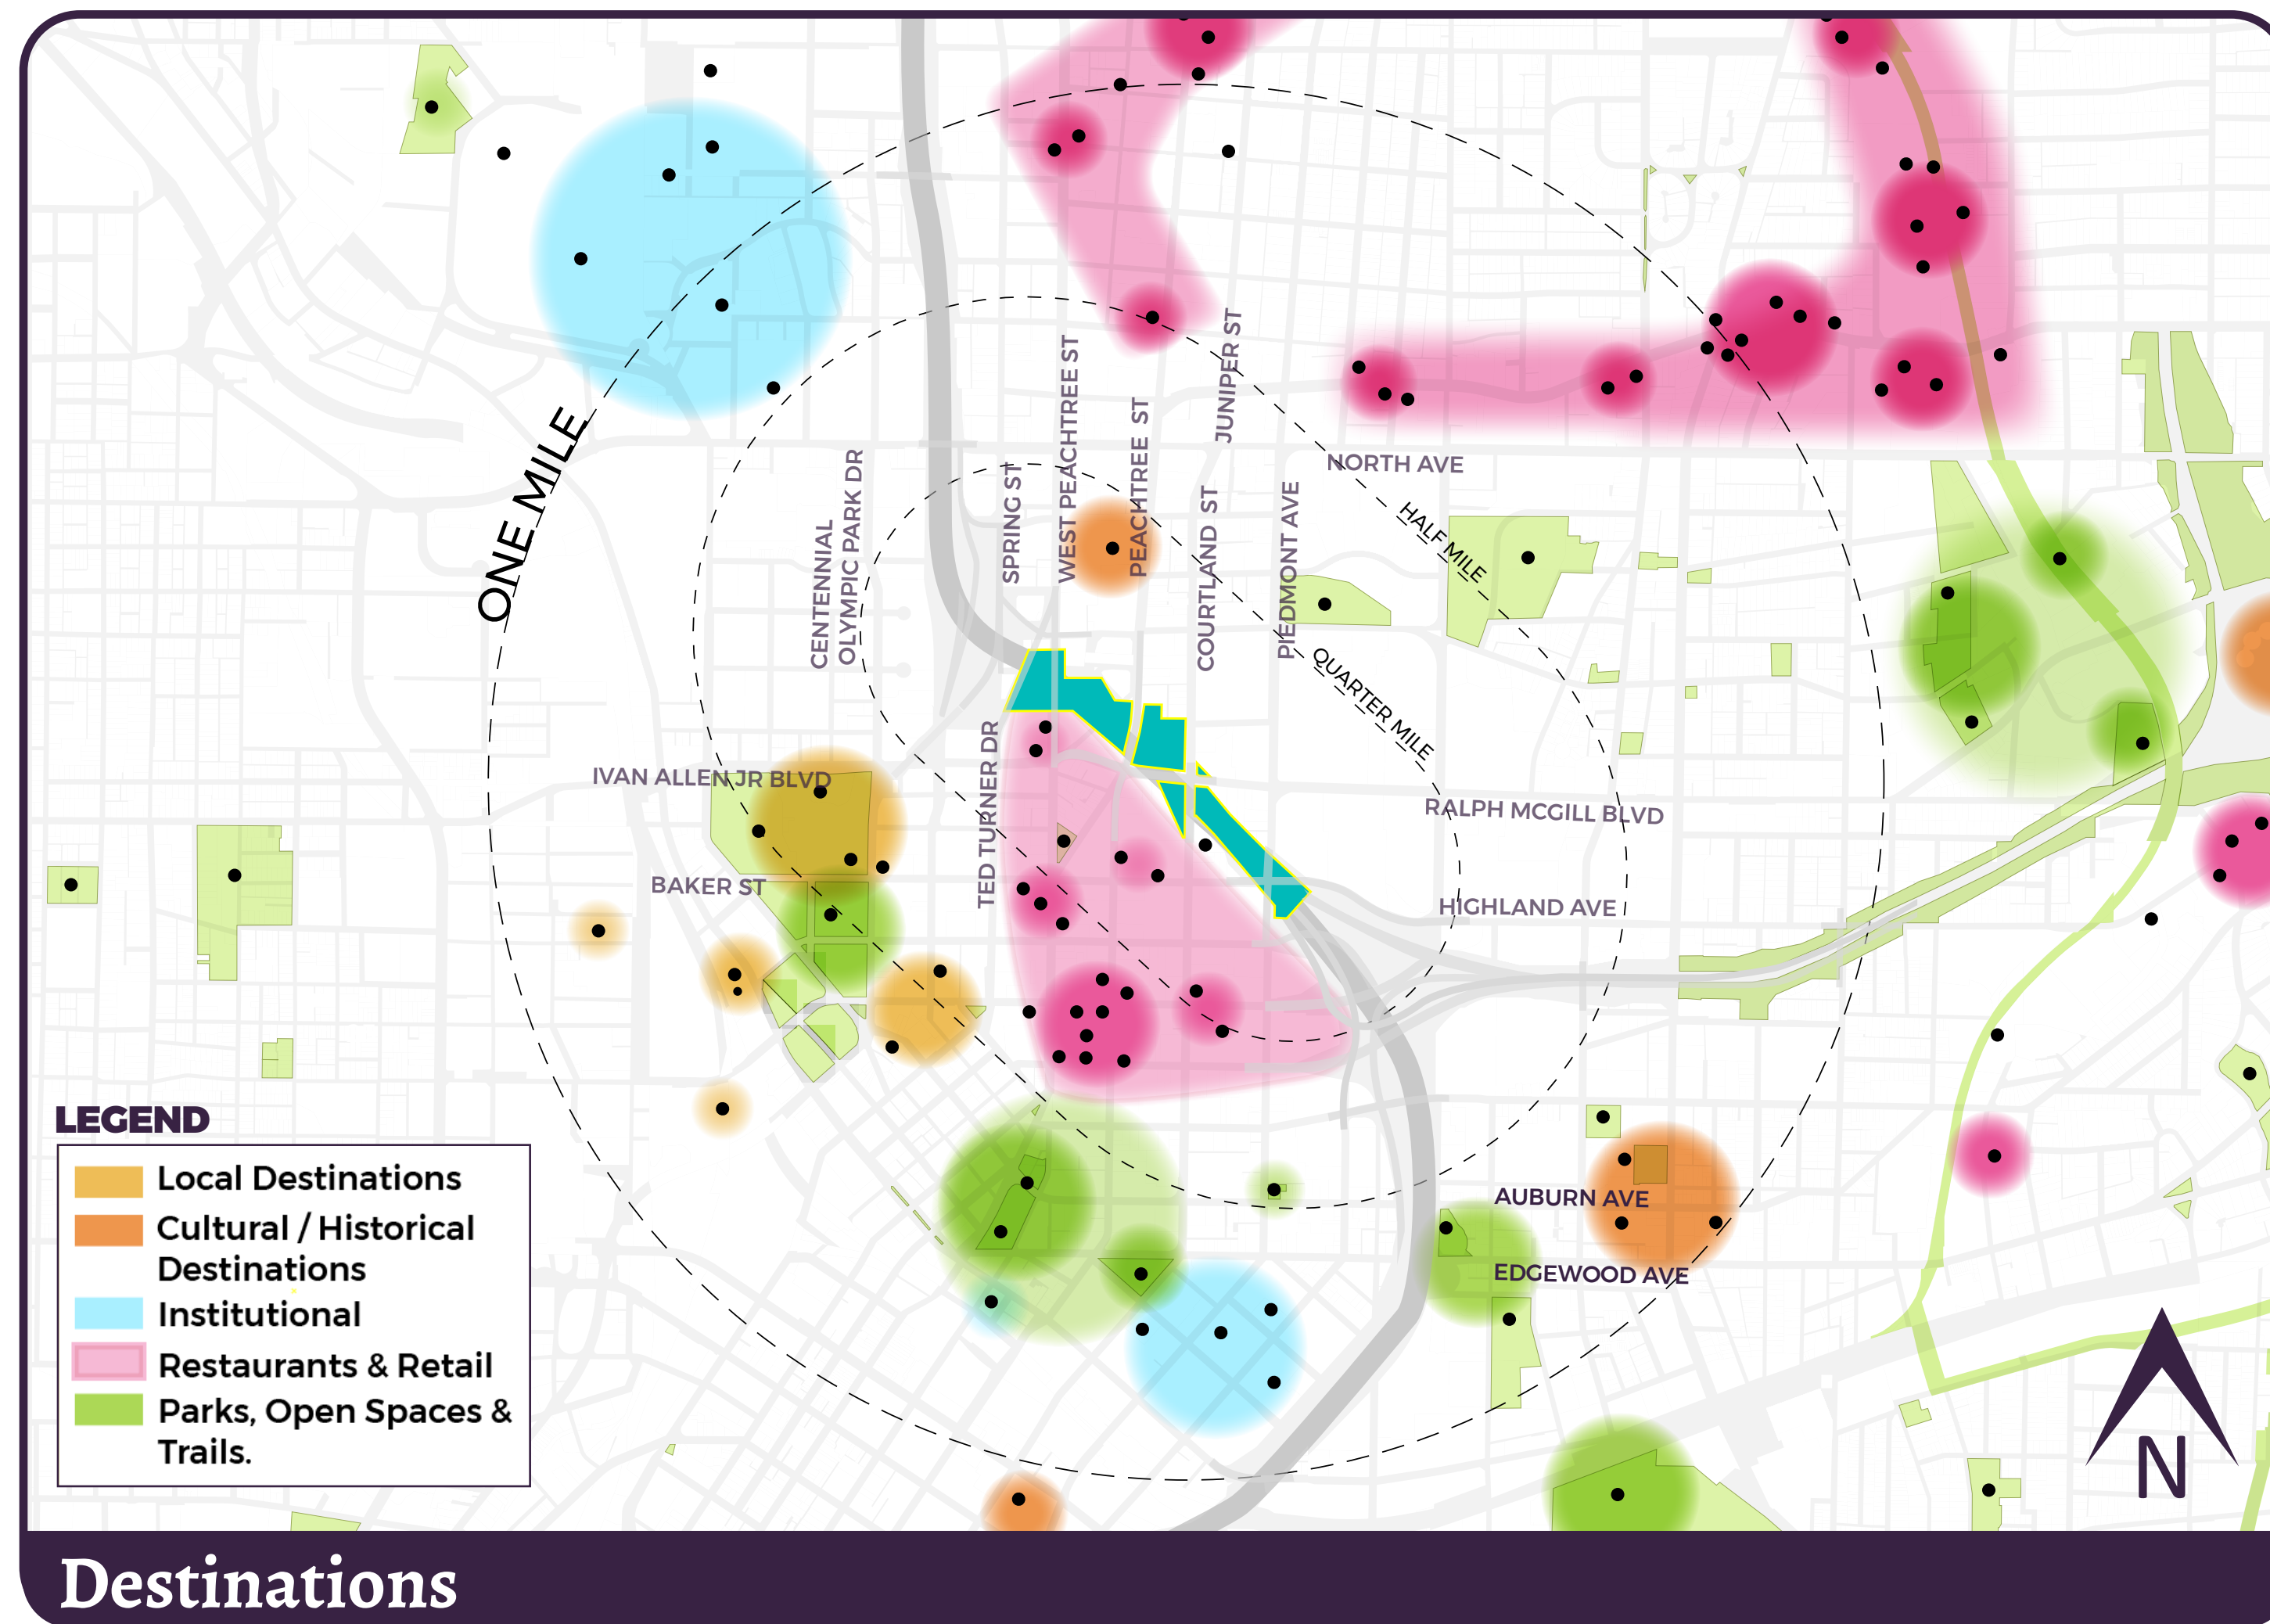 ONE MILE
HALF MILE
QUARTER MILE
JUNIPER ST
WEST PEACHTREE ST
PEACHTREE ST
SPRING ST
CENTENNIAL
OLYMPIC PARK DR
COURTLAND ST
PIEDMONT AVE
NORTH AVE
IVAN ALLEN JR BLVD
TED TURNER DR
RALPH MCGILL BLVD
BAKER ST
HIGHLAND AVE
AUBURN AVE
EDGEWOOD AVE
LEGEND
Local Destinations
Cultural / Historical
Destinations
Institutional
Restaurants & Retail
Parks, Open Spaces &
Trails.
N
Destinations